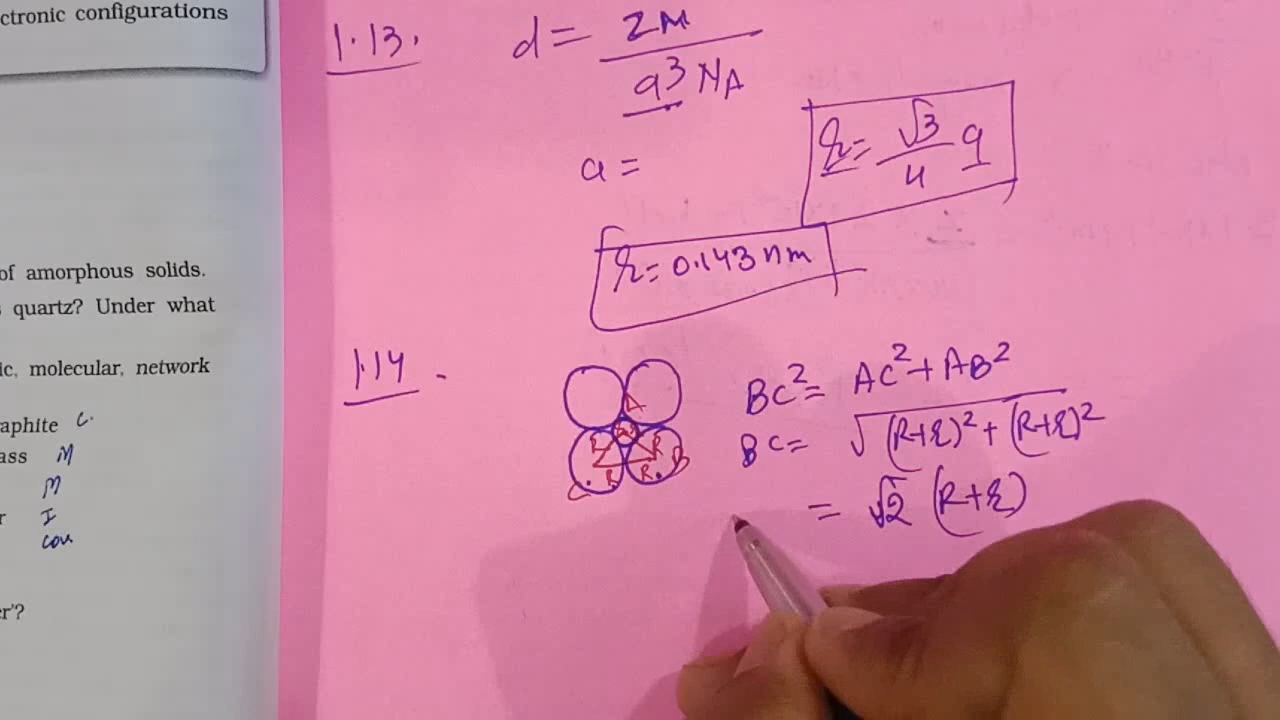 ctronic configurations
of amorphous solids.
quartz? Under what
ic, molecular, network
aphite C.
ass M
M
r I
cov
er'?
1.13. d = ZM / a³ NA
a =
r = √3/4 a
r = 0.143 nm
1.14.
A
R R B
C R R
BC² = AC² + AB²
BC = √(R+r)² + (R+r)²
= √2 (R+r)